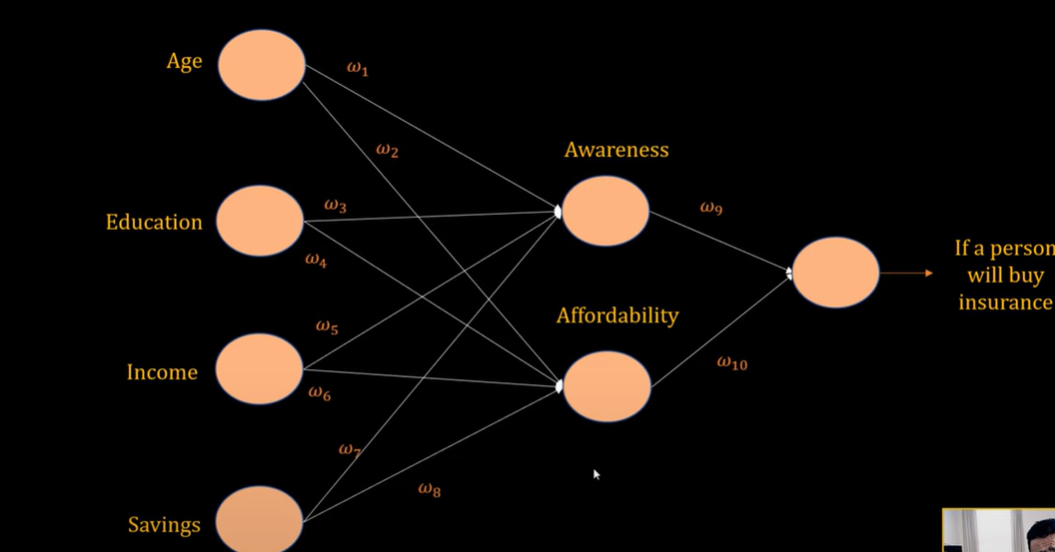 Age
ω1
ω2
Awareness
Education
ω3
ω4
ω9
If a person
will buy
insurance
Affordability
ω5
Income
ω6
ω10
ω7
ω8
Savings